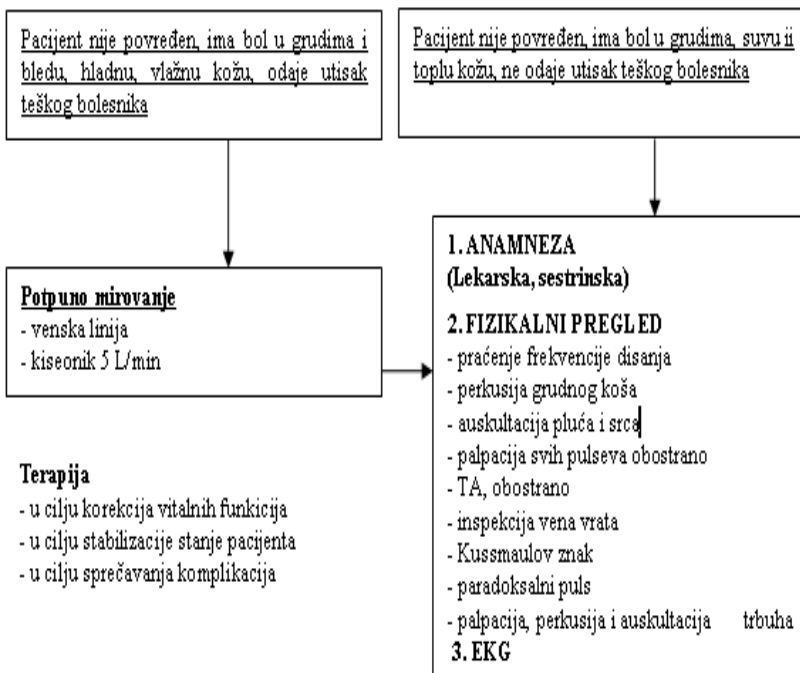 Pacijent nije povređen, ima bol u grudima i
bledu, hladnu, vlažnu kožu, odaje utisak
teškog bolesnika
Pacijent nije povređen, ima bol u grudima, suvu ii
toplu kožu, ne odaje utisak teškog bolesnika
Potpuno mirovanje
- venska linija
- kiseonik 5 L/min
Terapija
- u cilju korekcija vitalnih funkicija
- u cilju stabilizacije stanje pacijenta
- u cilju sprečavanja komplikacija
1. ANAMNEZA
(Lekarska, sestrinska)
2. FIZIKALNI PREGLED
- praćenje frekvencije disanja
- perkusija grudnog koša
- auskultacija pluća i srca
- palpacija svih pulseva obostrano
- TA, obostrano
- inspekcija vena vrata
- Kussmaulov znak
- paradoksalni puls
- palpacija, perkusija i auskultacija trbuha
3. EKG